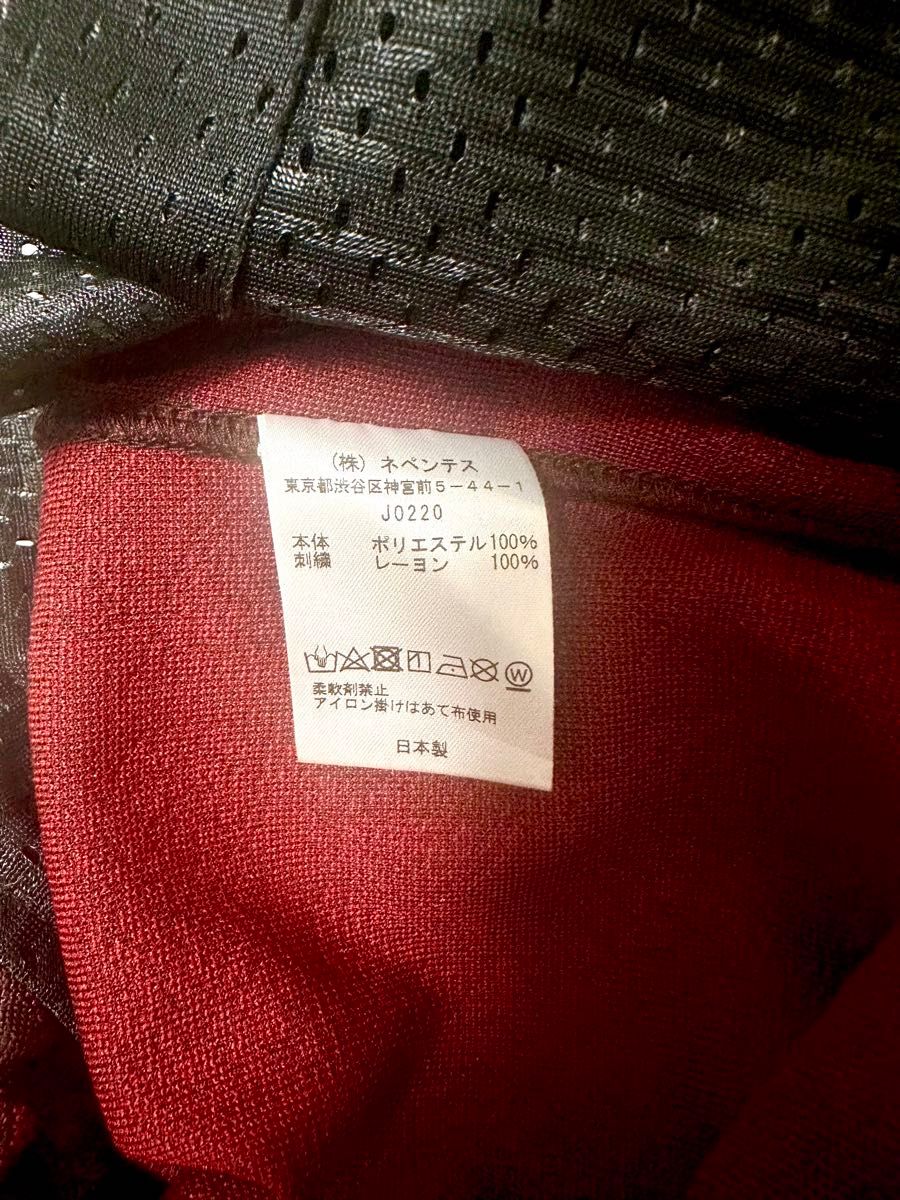 (株) ネペンテス
東京都渋谷区神宮前5-44-1
J0220
本体 ポリエステル100%
刺繍 レーヨン 100%
W
柔軟剤禁止
アイロン掛けはあて布使用
日本製